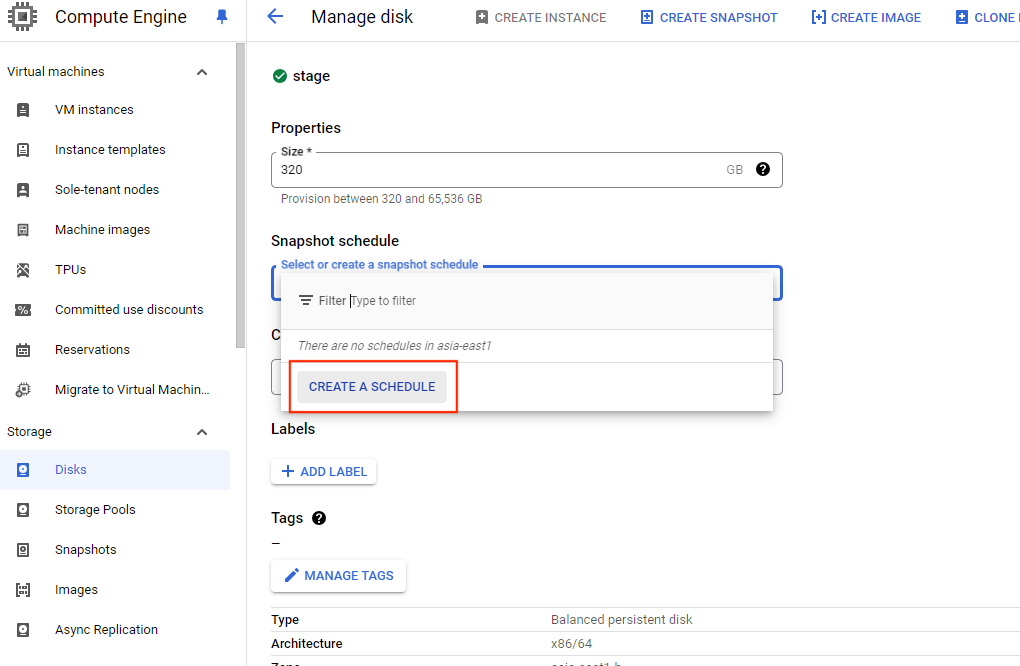 Compute Engine
Manage disk
CREATE INSTANCE
CREATE SNAPSHOT
CREATE IMAGE
CLONE
Virtual machines
VM instances
Instance templates
Sole-tenant nodes
Machine images
TPUs
Committed use discounts
Reservations
Migrate to Virtual Machin...
Storage
Disks
Storage Pools
Snapshots
Images
Async Replication
stage
Properties
Size *
320
GB
Provision between 320 and 65,536 GB
Snapshot schedule
Select or create a snapshot schedule
Filter Type to filter
There are no schedules in asia-east1
CREATE A SCHEDULE
Labels
ADD LABEL
Tags
–
MANAGE TAGS
Type Balanced persistent disk
Architecture x86/64